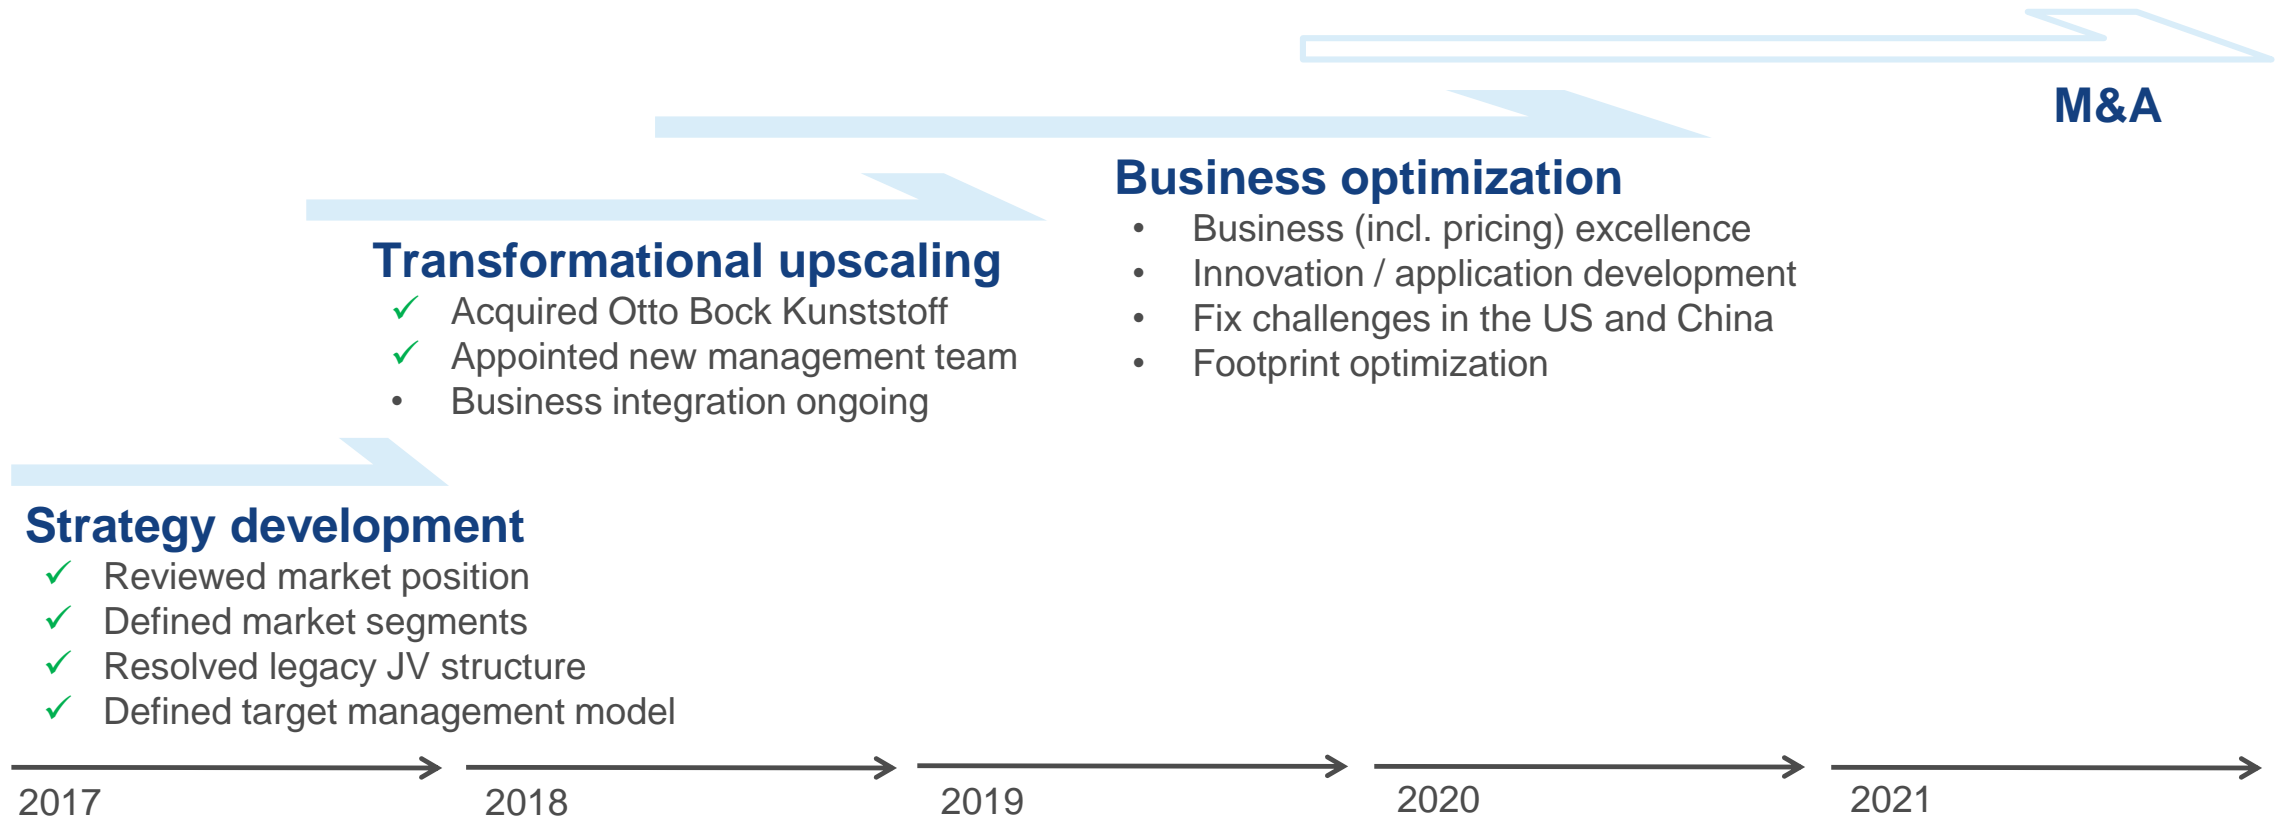 M&A
Business optimization
• Business (incl. pricing) excellence
• Innovation / application development
• Fix challenges in the US and China
• Footprint optimization
Transformational upscaling
✓ Acquired Otto Bock Kunststoff
✓ Appointed new management team
• Business integration ongoing
Strategy development
✓ Reviewed market position
✓ Defined market segments
✓ Resolved legacy JV structure
✓ Defined target management model
2017 2018 2019 2020 2021